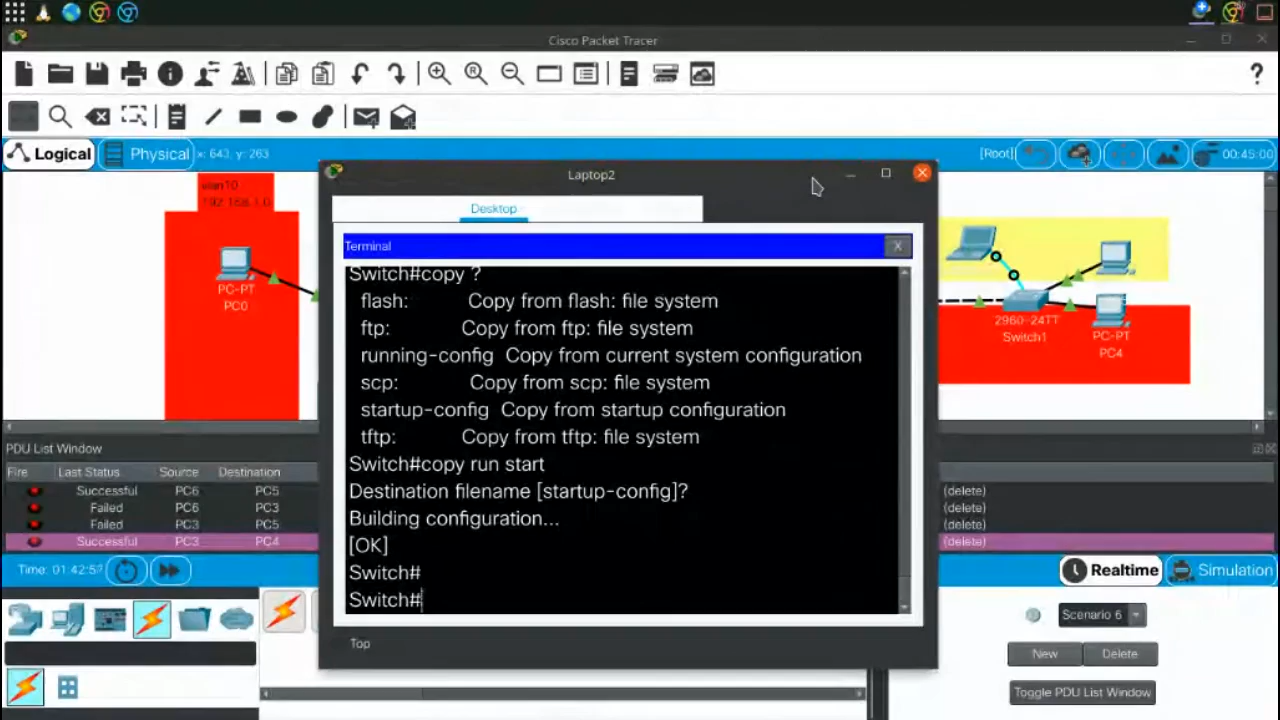 Cisco Packet Tracer
?
Logical
Physical
x: 643, y: 263
[Root]
00:45:00
vlan10
192.168.1.0
PC-PT
PC0
Laptop2
Desktop
Terminal
X
Switch#copy ?
flash: Copy from flash: file system
ftp: Copy from ftp: file system
running-config Copy from current system configuration
scp: Copy from scp: file system
startup-config Copy from startup configuration
tftp: Copy from tftp: file system
Switch#copy run start
Destination filename [startup-config]?
Building configuration...
[OK]
Switch#
Switch#
Top
2960-24TT
Switch1
PC-PT
PC4
PDU List Window
Fire Last Status Source Destination
Successful PC6 PC5 (delete)
Failed PC6 PC3 (delete)
Failed PC3 PC5 (delete)
Successful PC3 PC4 (delete)
Time: 01:42:57
Realtime
Simulation
Scenario 6
New
Delete
Toggle PDU List Window